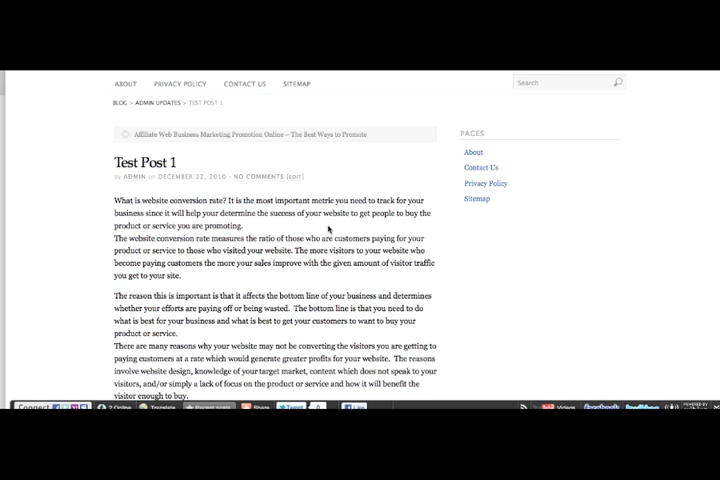 ABOUT PRIVACY POLICY CONTACT US SITEMAP Search
BLOG > ADMIN UPDATES > TEST POST 1
Affiliate Web Business Marketing Promotion Online – The Best Ways to Promote
PAGES
About
Contact Us
Privacy Policy
Sitemap
Test Post 1
by ADMIN on DECEMBER 22, 2010 · NO COMMENTS [EDIT]
What is website conversion rate? It is the most important metric you need to track for your
business since it will help your determine the success of your website to get people to buy the
product or service you are promoting.
The website conversion rate measures the ratio of those who are customers paying for your
product or service to those who visited your website. The more visitors to your website who
become paying customers the more your sales improve with the given amount of visitor traffic
you get to your site.
The reason this is important is that it affects the bottom line of your business and determines
whether your efforts are paying off or being wasted. The bottom line is that you need to do
what is best for your business and what is best to get your customers to want to buy your
product or service.
There are many reasons why your website may not be converting the visitors you are getting to
paying customers at a rate which would generate greater profits for your website. The reasons
involve website design, knowledge of your target market, content which does not speak to your
visitors, and/or simply a lack of focus on the product or service and how it will benefit the
visitor enough to buy.
Connect 2 Online Translate Recent posts Share Tweet 0 Like Videos facebook POWERED BY